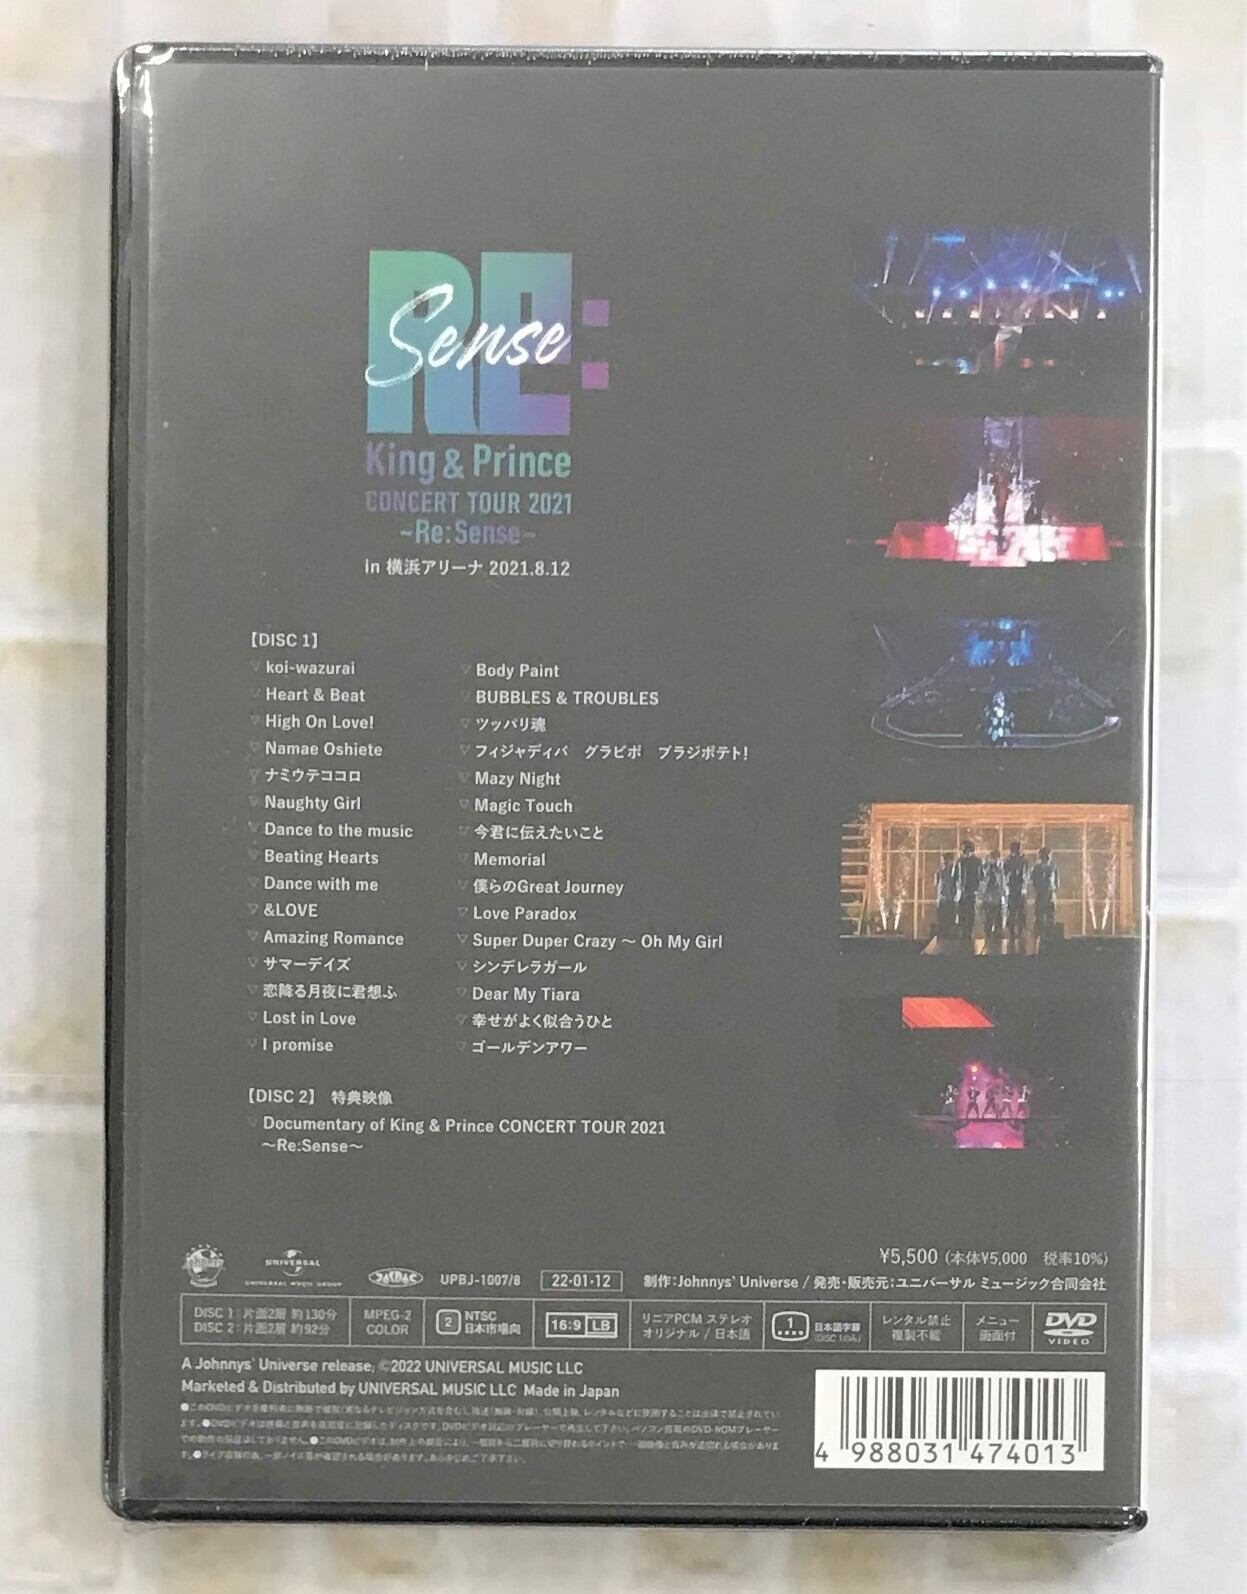 RE:
Sense
King & Prince
CONCERT TOUR 2021
~Re:Sense~
in 横浜アリーナ 2021.8.12
【DISC 1】
▽ koi-wazurai
▽ Heart & Beat
▽ High On Love!
▽ Namae Oshiete
▽ ナミウテココロ
▽ Naughty Girl
▽ Dance to the music
▽ Beating Hearts
▽ Dance with me
▽ &LOVE
▽ Amazing Romance
▽ サマーデイズ
▽ 恋降る月夜に君想ふ
▽ Lost in Love
▽ I promise
▽ Body Paint
▽ BUBBLES & TROUBLES
▽ ツッパリ魂
▽ フィジャディバ グラビポ ブラジポテト!
▽ Mazy Night
▽ Magic Touch
▽ 今君に伝えたいこと
▽ Memorial
▽ 僕らのGreat Journey
▽ Love Paradox
▽ Super Duper Crazy ～ Oh My Girl
▽ シンデレラガール
▽ Dear My Tiara
▽ 幸せがよく似合うひと
▽ ゴールデンアワー
【DISC 2】 特典映像
▽ Documentary of King & Prince CONCERT TOUR 2021
～Re:Sense～
¥5,500 (本体¥5,000 税率10%)
UNIVERSAL
UNIVERSAL MUSIC GROUP
UPBJ-1007/8
22·01·12
制作：Johnnys' Universe / 発売・販売元：ユニバーサル ミュージック合同会社
DISC 1：片面2層 約130分
DISC 2：片面2層 約92分
MPEG-2
COLOR
2
NTSC
日本市場向
16:9 LB
リニアPCM ステレオ
オリジナル / 日本語
1
日本語字幕
(DISC 1のみ)
レンタル禁止
複製不能
メニュー
画面付
DVD
VIDEO
A Johnnys' Universe release; ©2022 UNIVERSAL MUSIC LLC
Marketed & Distributed by UNIVERSAL MUSIC LLC Made in Japan
4 988031 474013